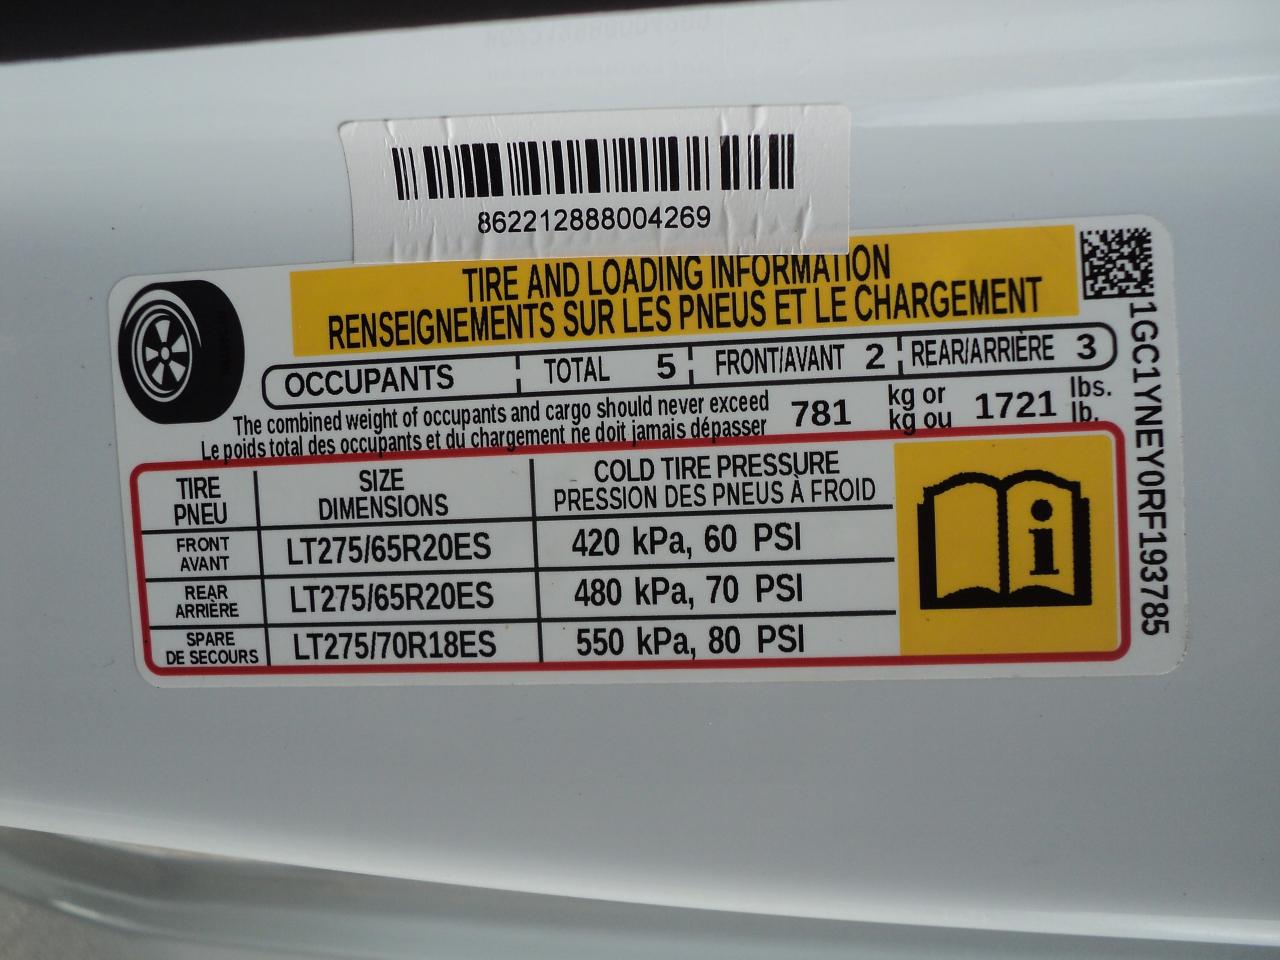 862212888004269
TIRE AND LOADING INFORMATION
RENSEIGNEMENTS SUR LES PNEUS ET LE CHARGEMENT
OCCUPANTS TOTAL 5 FRONT/AVANT 2 REAR/ARRIÈRE 3
The combined weight of occupants and cargo should never exceed 781 kg or 1721 lbs.
Le poids total des occupants et du chargement ne doit jamais dépasser kg ou lb.
TIRE SIZE COLD TIRE PRESSURE
PNEU DIMENSIONS PRESSION DES PNEUS À FROID
FRONT
AVANT LT275/65R20ES 420 kPa, 60 PSI
REAR
ARRIÈRE LT275/65R20ES 480 kPa, 70 PSI
SPARE
DE SECOURS LT275/70R18ES 550 kPa, 80 PSI
1GC1YNEY0RF193785